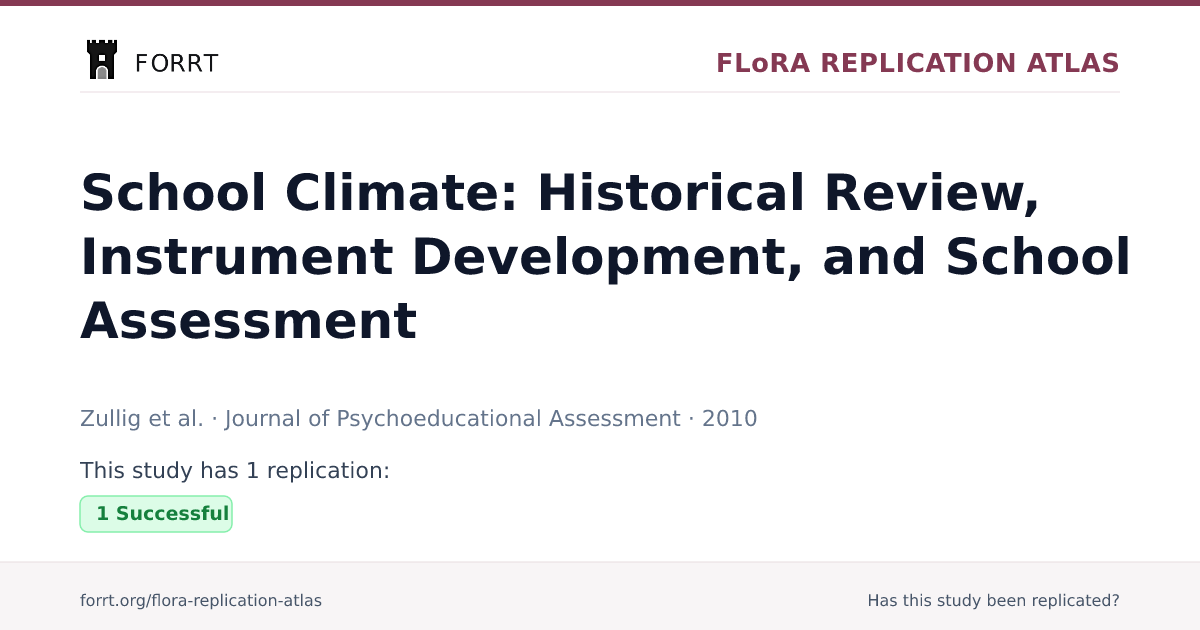 FORRT
FLoRA REPLICATION ATLAS
School Climate: Historical Review,
Instrument Development, and School
Assessment
Zullig et al. · Journal of Psychoeducational Assessment · 2010
This study has 1 replication:
1 Successful
forrt.org/flora-replication-atlas
Has this study been replicated?